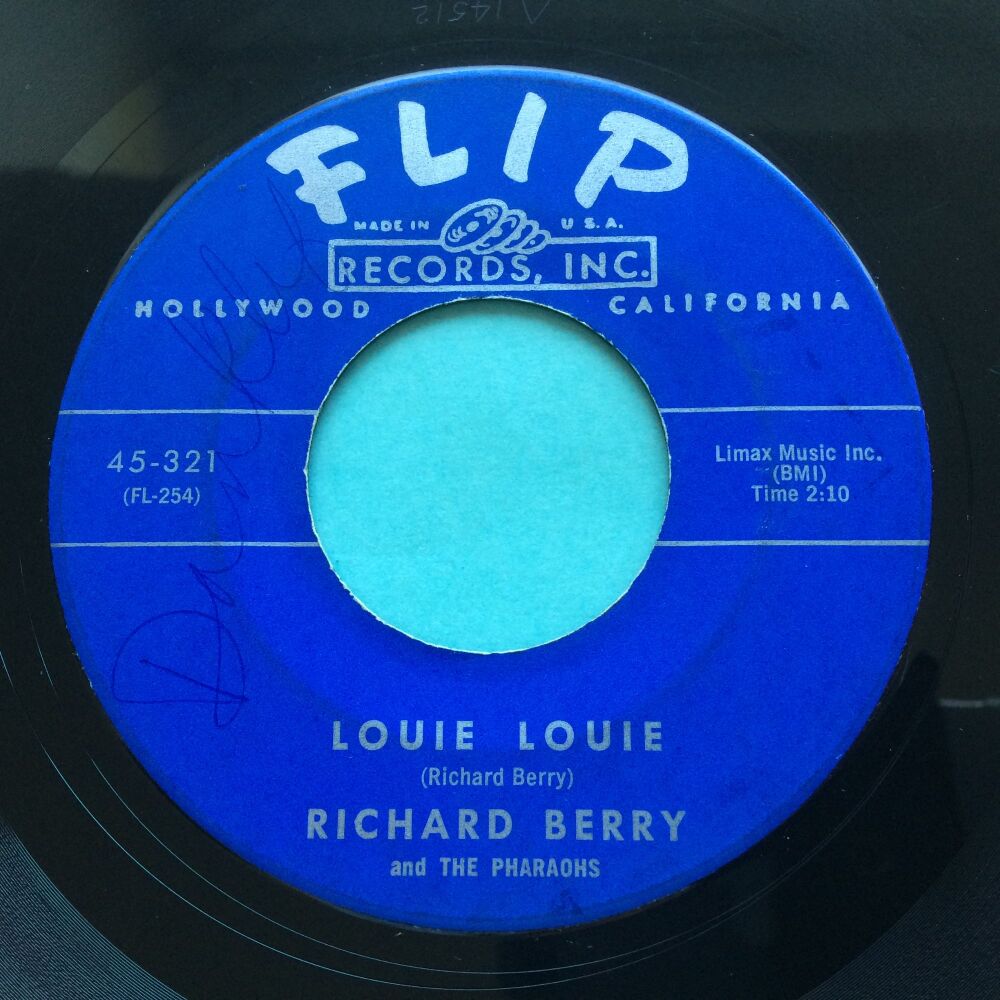 FLIP
MADE IN U.S.A.
RECORDS, INC.
HOLLYWOOD CALIFORNIA
45-321
(FL-254)
Limax Music Inc.
(BMI)
Time 2:10
LOUIE LOUIE
(Richard Berry)
RICHARD BERRY
and THE PHARAOHS